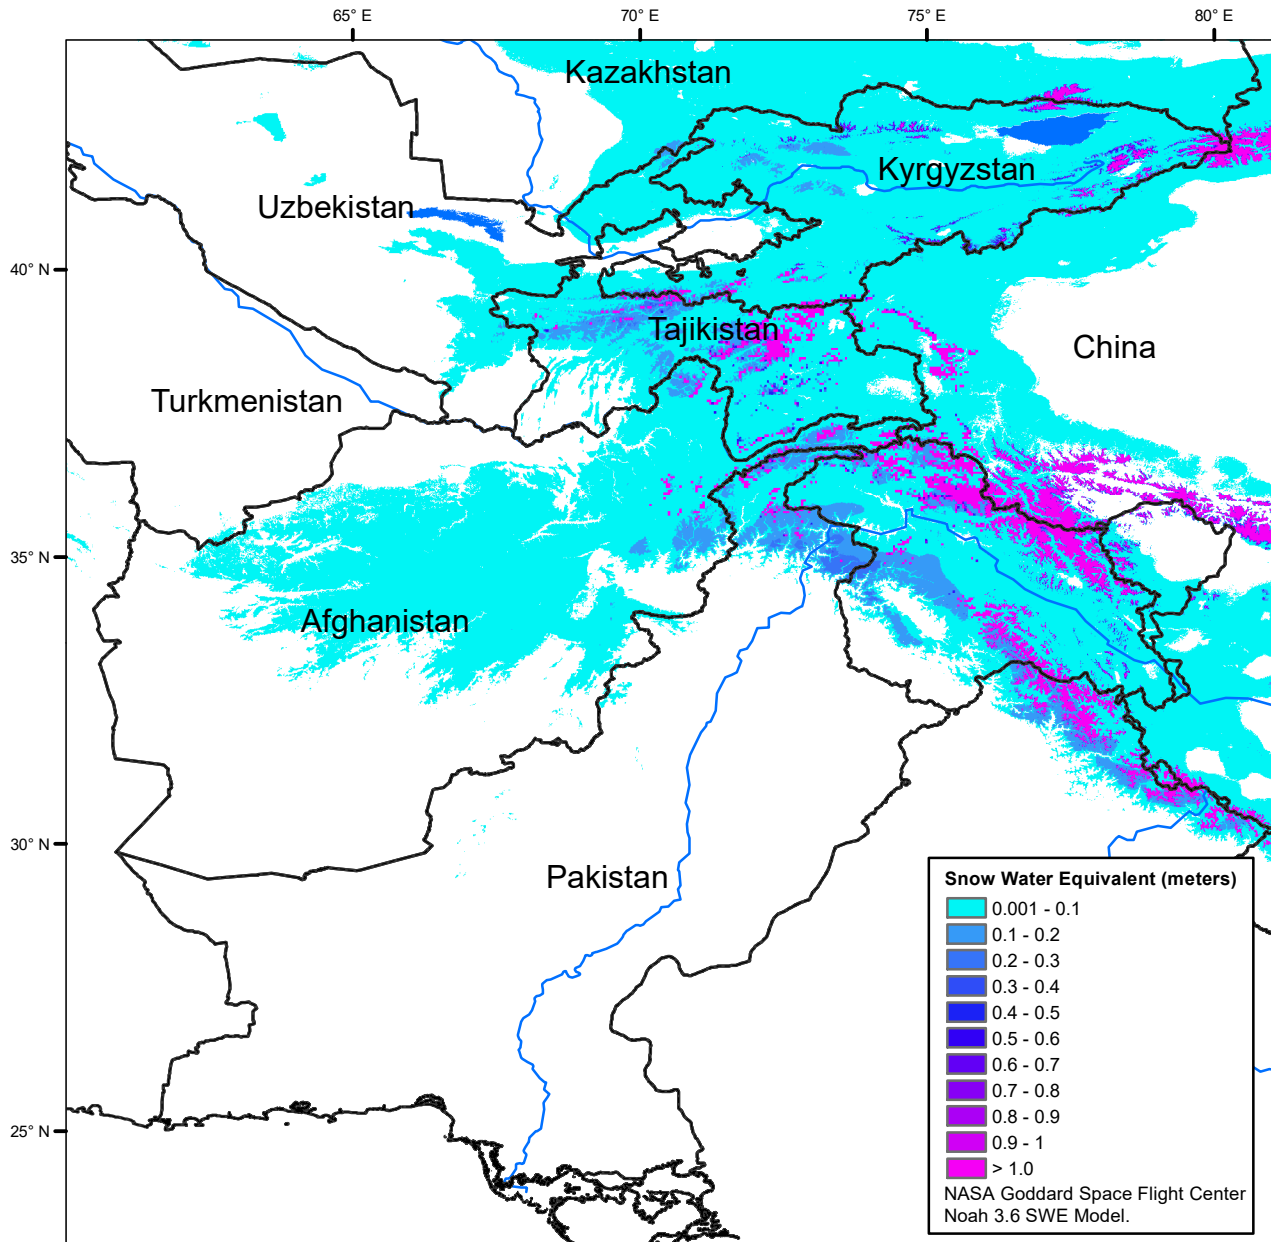 65° E
70° E
75° E
80° E
Kazakhstan
Kyrgyzstan
Uzbekistan
40° N
Tajikistan
China
Turkmenistan
35° N
Afghanistan
30° N
Pakistan
25° N
Snow Water Equivalent (meters)
0.001 - 0.1
0.1 - 0.2
0.2 - 0.3
0.3 - 0.4
0.4 - 0.5
0.5 - 0.6
0.6 - 0.7
0.7 - 0.8
0.8 - 0.9
0.9 - 1
> 1.0
NASA Goddard Space Flight Center
Noah 3.6 SWE Model.